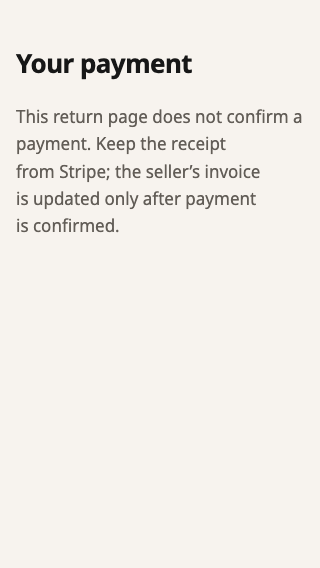 Your payment
This return page does not confirm a
payment. Keep the receipt
from Stripe; the seller’s invoice
is updated only after payment
is confirmed.